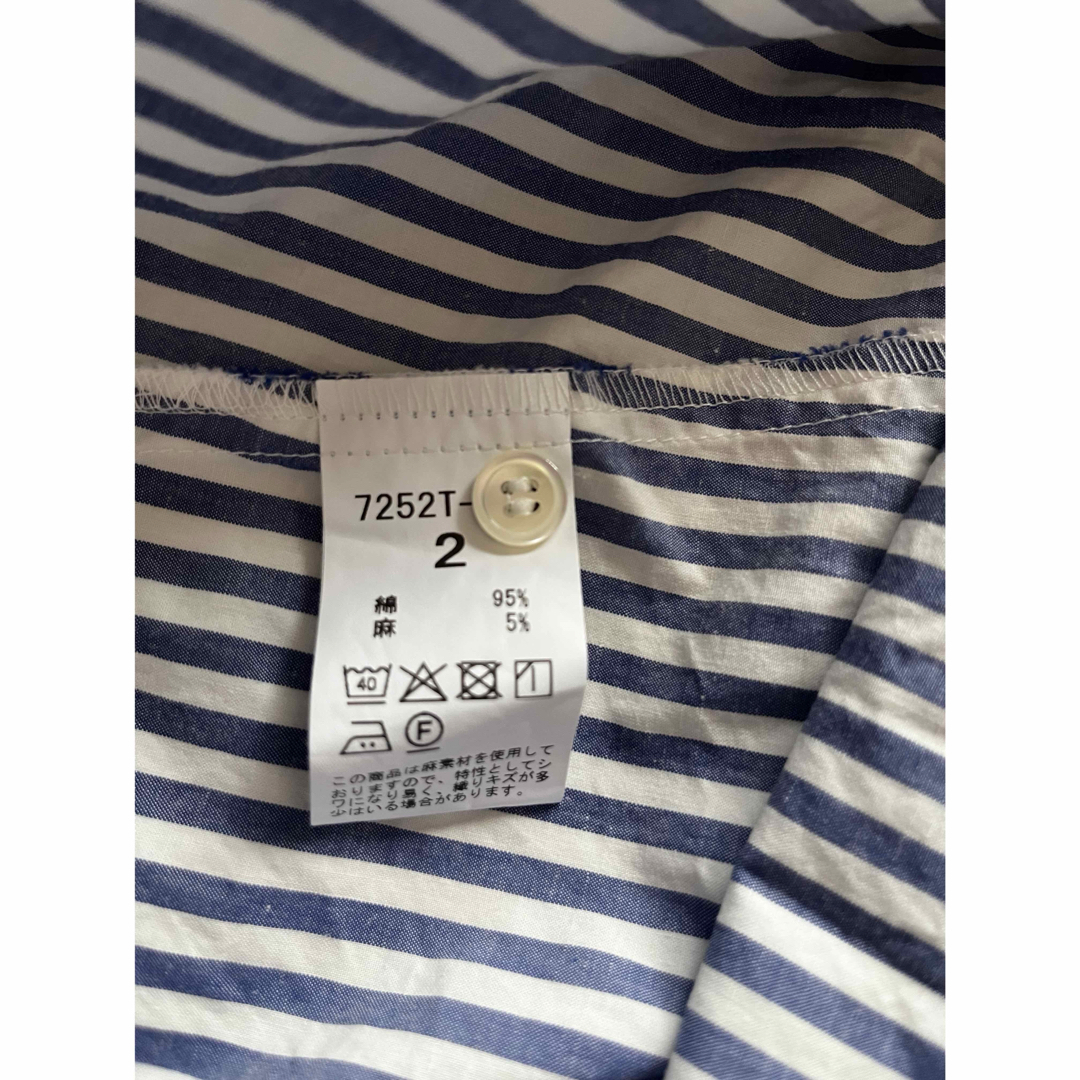 7252T-
2
綿 95%
麻 5%
40
F
この商品は麻素材を使用して
おりますので、特性としてシ
ワになり易く、織りキズが多
少はいる場合があります。